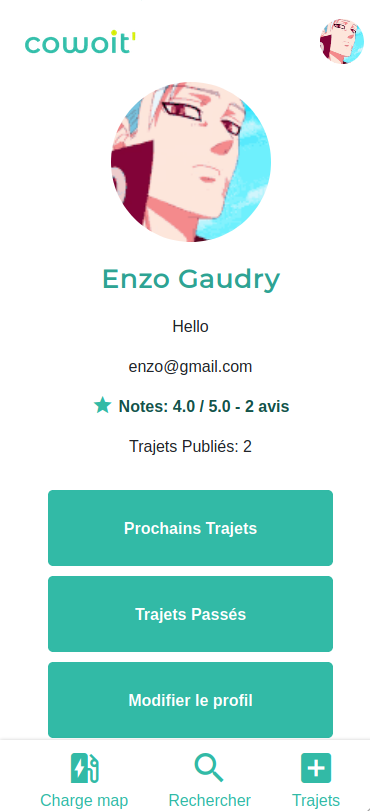 cowoit'
Enzo Gaudry
Hello
enzo@gmail.com
Notes: 4.0 / 5.0 - 2 avis
Trajets Publiés: 2
Prochains Trajets
Trajets Passés
Modifier le profil
Charge map Rechercher Trajets